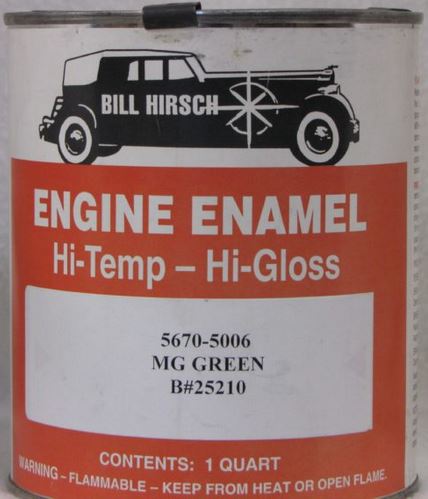 BILL HIRSCH
ENGINE ENAMEL
Hi-Temp – Hi-Gloss
5670-5006
MG GREEN
B#25210
CONTENTS: 1 QUART
WARNING – FLAMMABLE – KEEP FROM HEAT OR OPEN FLAME.